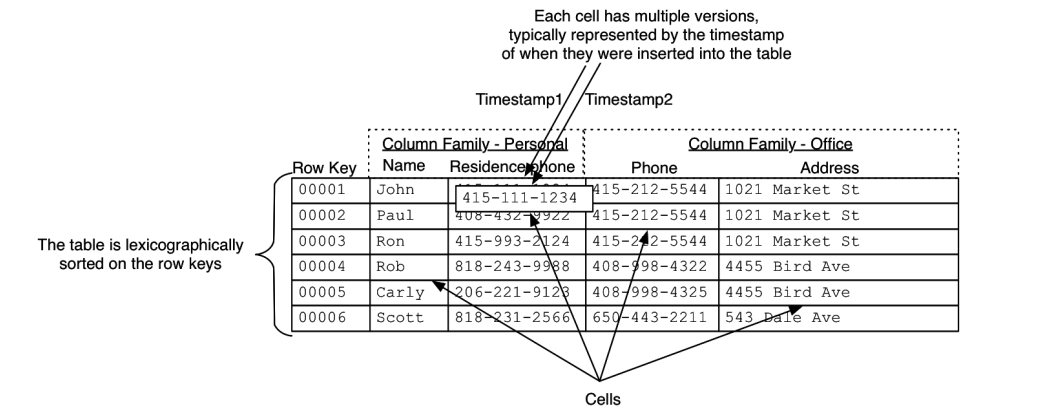 Each cell has multiple versions,
typically represented by the timestamp
of when they were inserted into the table
Timestamp1 Timestamp2
Column Family - Personal Column Family - Office
Row Key Name Residence phone Phone Address
00001 John 415-111-1234 415-212-5544 1021 Market St
00002 Paul 408-432-9922 415-212-5544 1021 Market St
00003 Ron 415-993-2124 415-212-5544 1021 Market St
The table is lexicographically
sorted on the row keys
00004 Rob 818-243-9988 408-998-4322 4455 Bird Ave
00005 Carly 206-221-9123 408-998-4325 4455 Bird Ave
00006 Scott 818-231-2566 650-443-2211 543 Dale Ave
Cells